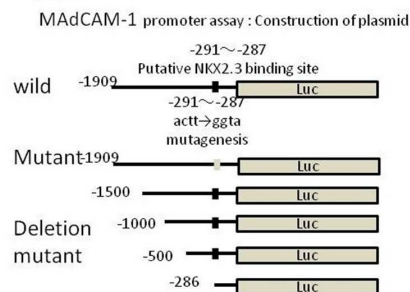 MAdCAM-1 promoter assay : Construction of plasmid
-291～-287
Putative NKX2.3 binding site
wild -1909 Luc
-291～-287
actt→ggta
mutagenesis
Mutant-1909 Luc
-1500 Luc
-1000 Luc
Deletion
mutant
-500 Luc
-286 Luc